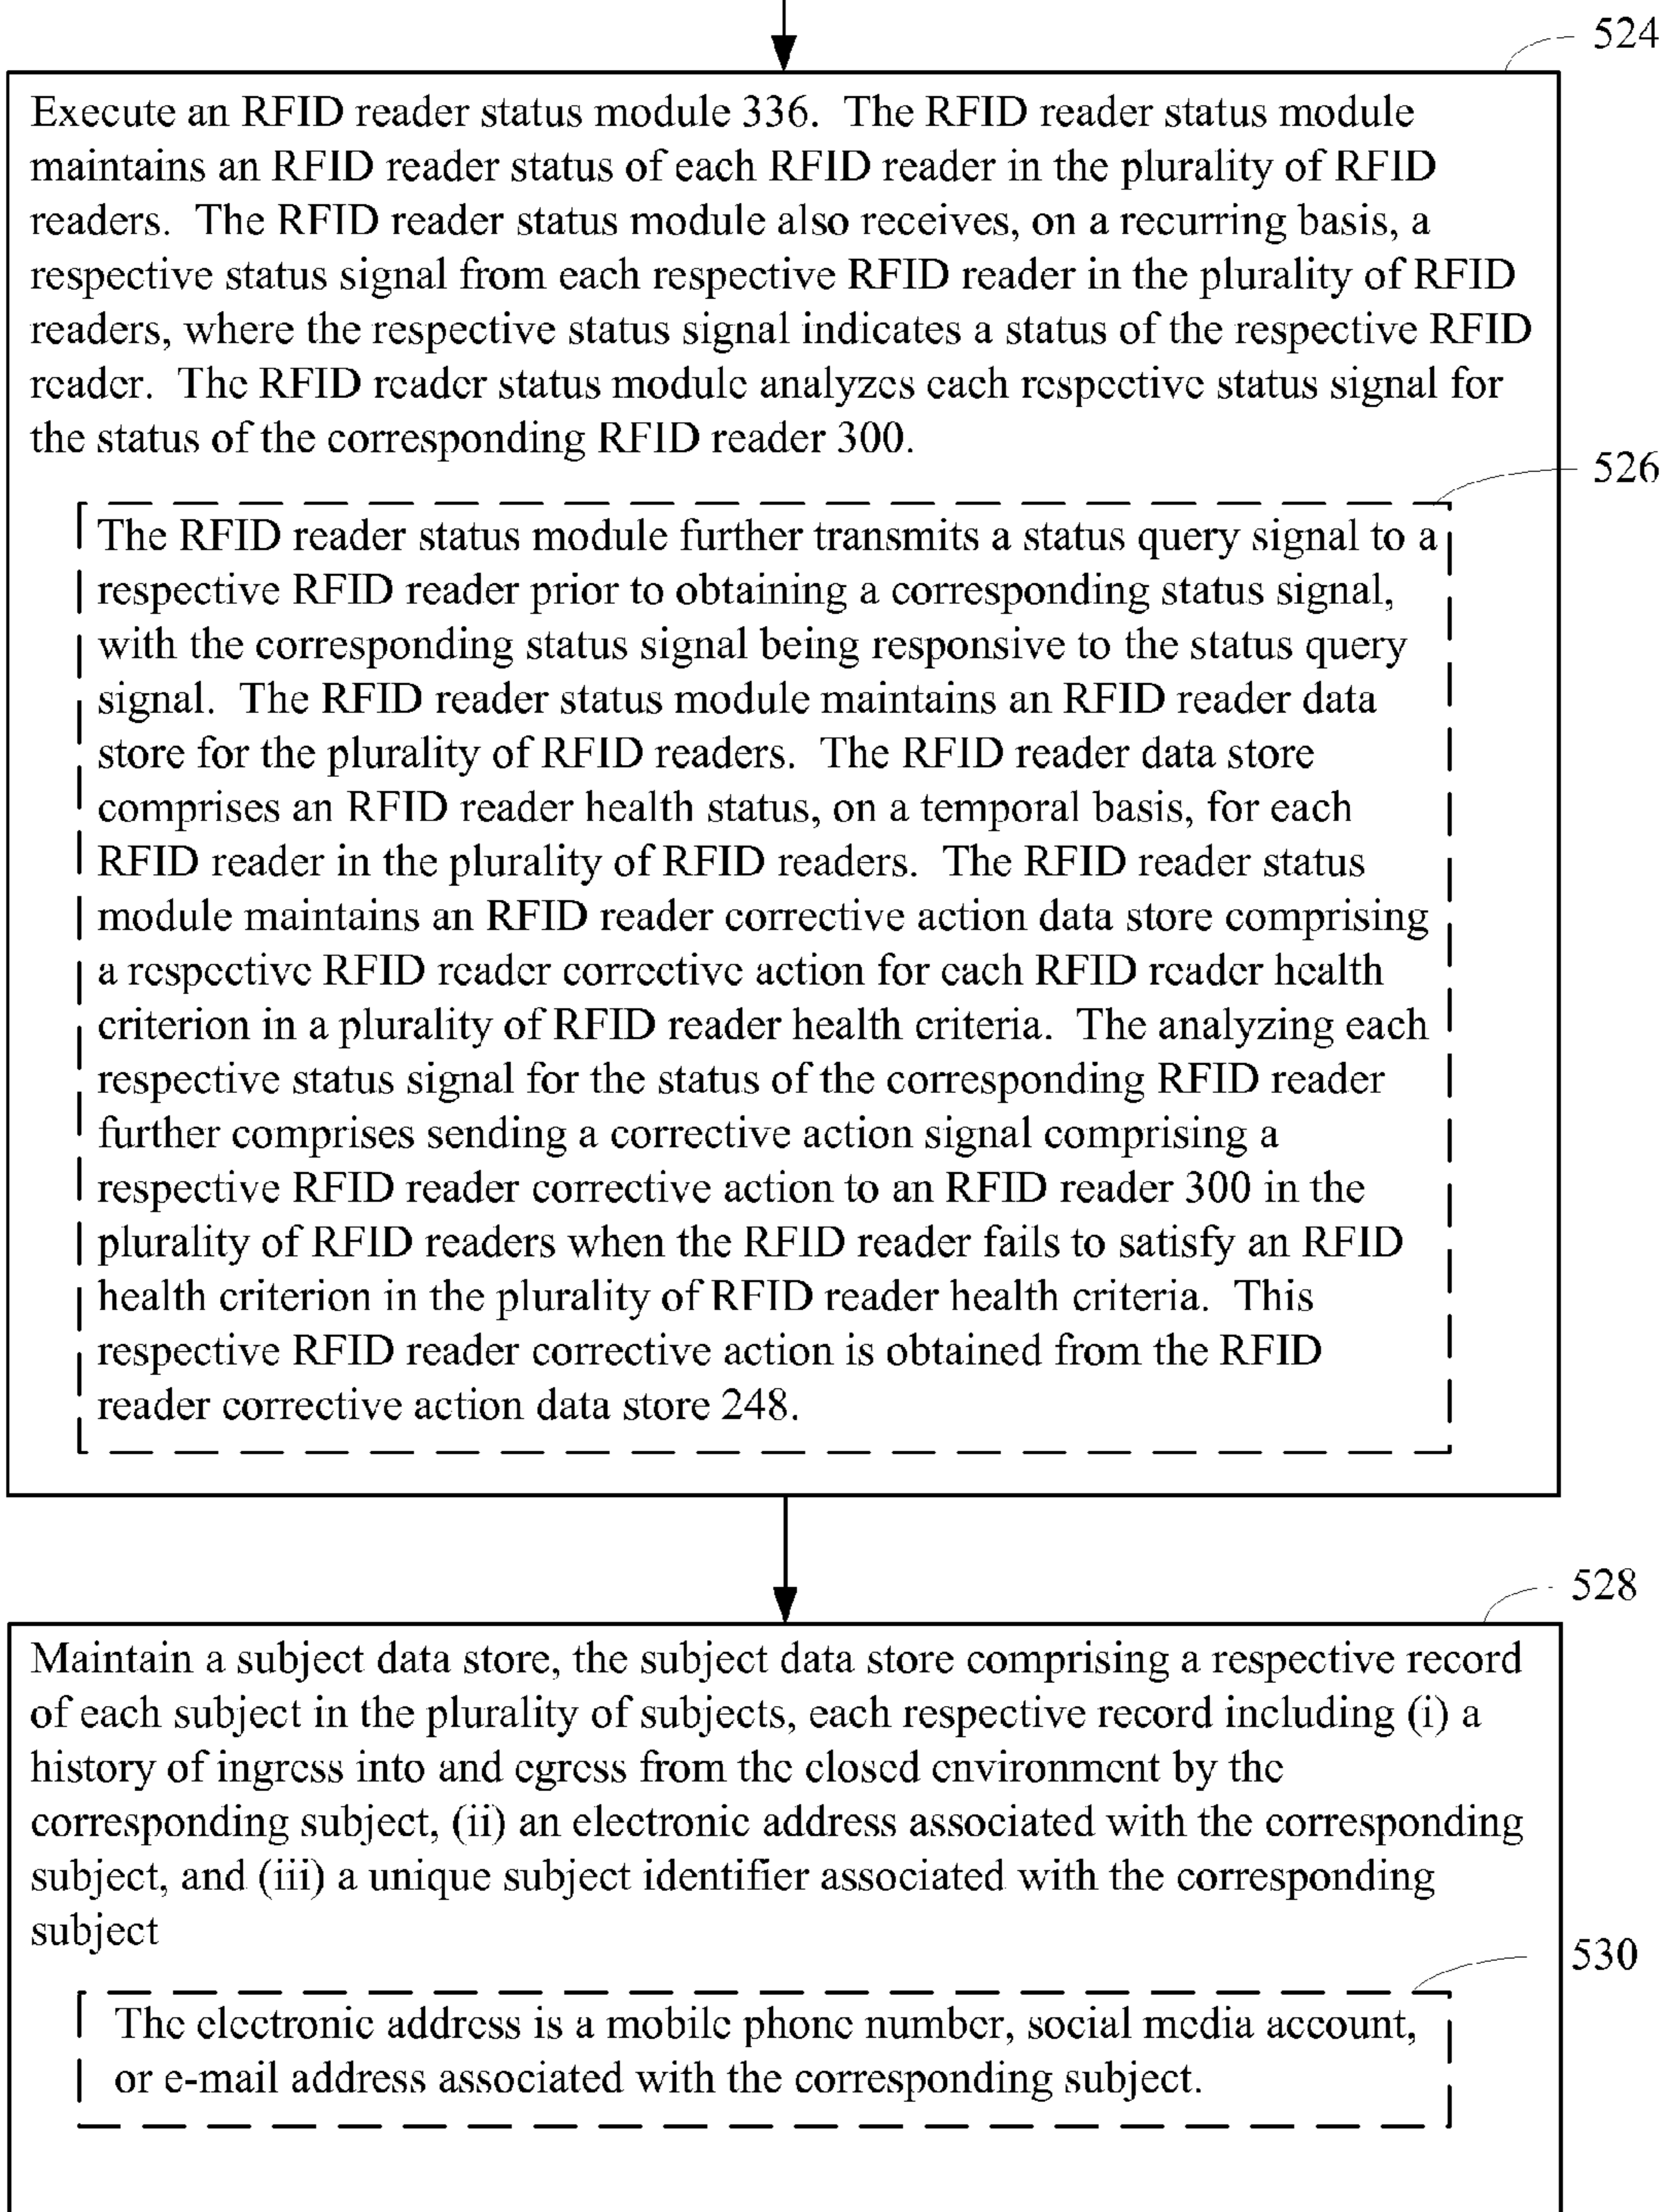 524
Execute an RFID reader status module 336.  The RFID reader status module
maintains an RFID reader status of each RFID reader in the plurality of RFID
readers.  The RFID reader status module also receives, on a recurring basis, a
respective status signal from each respective RFID reader in the plurality of RFID
readers, where the respective status signal indicates a status of the respective RFID
reader.  The RFID reader status module analyzes each respective status signal for
the status of the corresponding RFID reader 300.
526
The RFID reader status module further transmits a status query signal to a
respective RFID reader prior to obtaining a corresponding status signal,
with the corresponding status signal being responsive to the status query
signal.  The RFID reader status module maintains an RFID reader data
store for the plurality of RFID readers.  The RFID reader data store
comprises an RFID reader health status, on a temporal basis, for each
RFID reader in the plurality of RFID readers.  The RFID reader status
module maintains an RFID reader corrective action data store comprising
a respective RFID reader corrective action for each RFID reader health
criterion in a plurality of RFID reader health criteria.  The analyzing each
respective status signal for the status of the corresponding RFID reader
further comprises sending a corrective action signal comprising a
respective RFID reader corrective action to an RFID reader 300 in the
plurality of RFID readers when the RFID reader fails to satisfy an RFID
health criterion in the plurality of RFID reader health criteria.  This
respective RFID reader corrective action is obtained from the RFID
reader corrective action data store 248.
528
Maintain a subject data store, the subject data store comprising a respective record
of each subject in the plurality of subjects, each respective record including (i) a
history of ingress into and egress from the closed environment by the
corresponding subject, (ii) an electronic address associated with the corresponding
subject, and (iii) a unique subject identifier associated with the corresponding
subject
530
The electronic address is a mobile phone number, social media account,
or e-mail address associated with the corresponding subject.